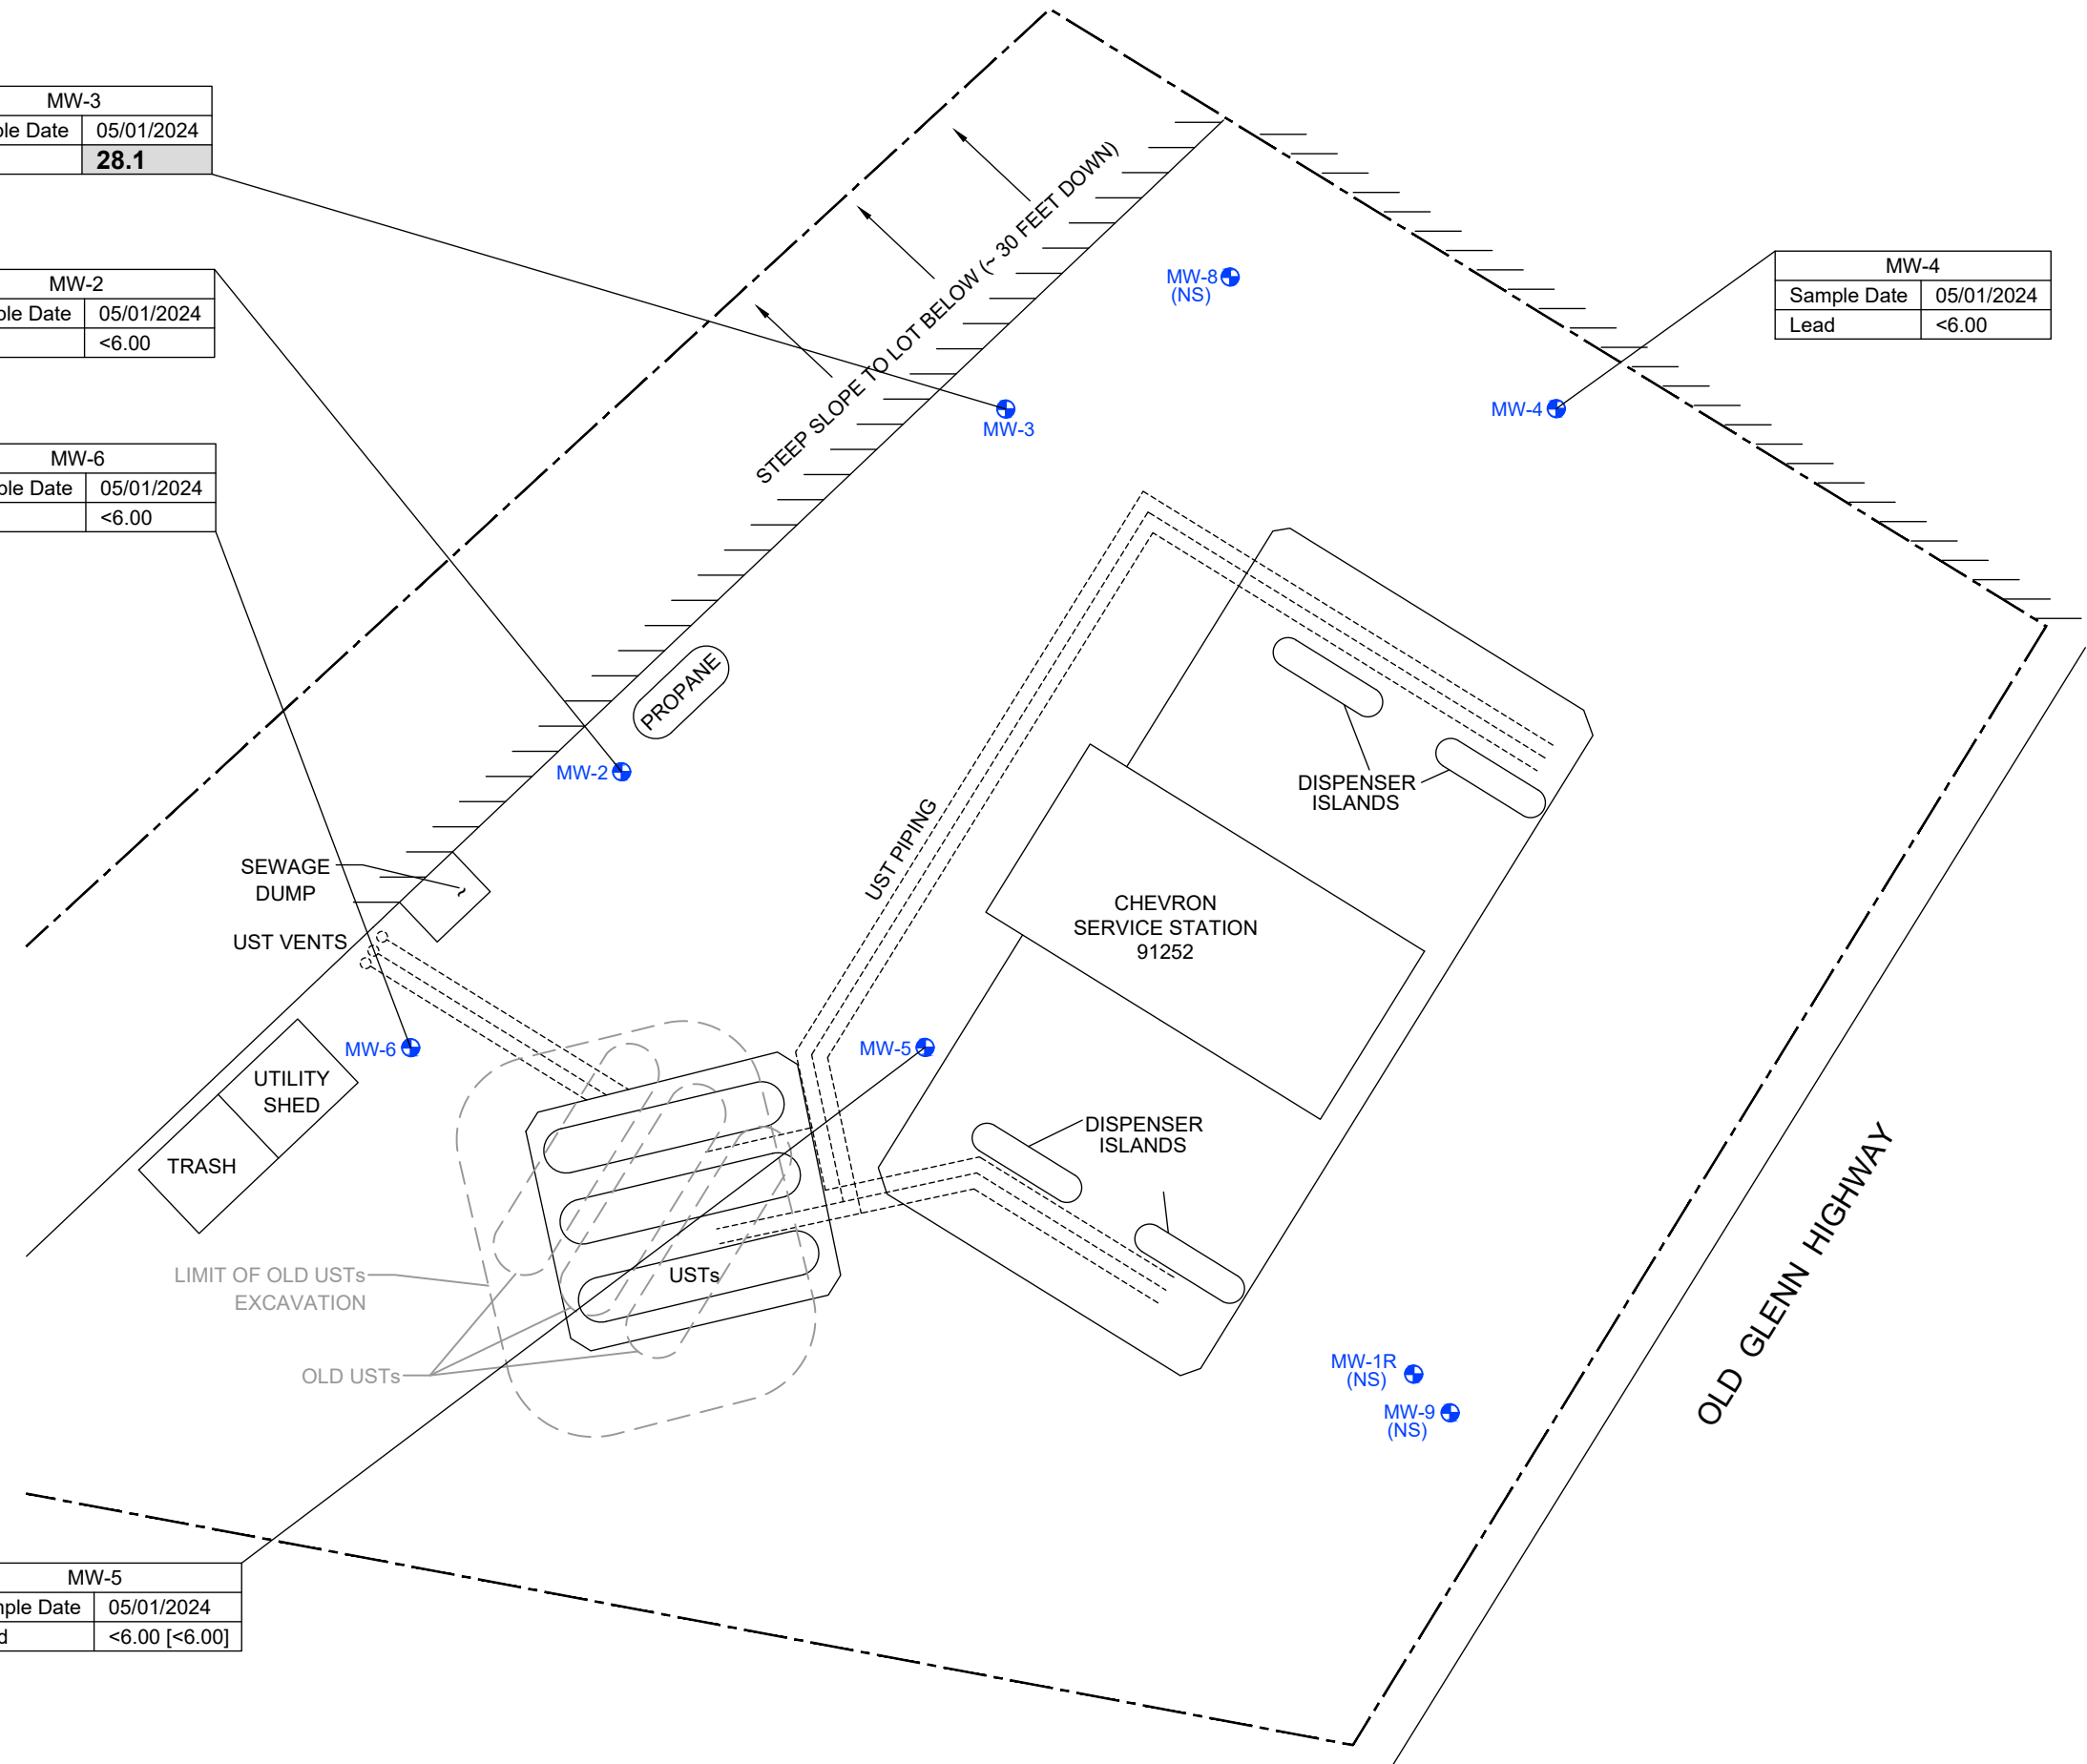 MW-3
ple Date 05/01/2024
28.1
MW-2
ple Date 05/01/2024
<6.00
MW-6
ple Date 05/01/2024
<6.00
MW-4
Sample Date 05/01/2024
Lead <6.00
STEEP SLOPE TO LOT BELOW (~ 30 FEET DOWN)
MW-8
(NS)
MW-3
MW-4
PROPANE
MW-2
DISPENSER
ISLANDS
UST PIPING
SEWAGE
DUMP
~
UST VENTS
CHEVRON
SERVICE STATION
91252
MW-6
MW-5
UTILITY
SHED
TRASH
DISPENSER
ISLANDS
LIMIT OF OLD USTs
EXCAVATION
USTs
OLD USTs
MW-1R
(NS)
MW-9
(NS)
OLD GLENN HIGHWAY
MW-5
mple Date 05/01/2024
d <6.00 [<6.00]